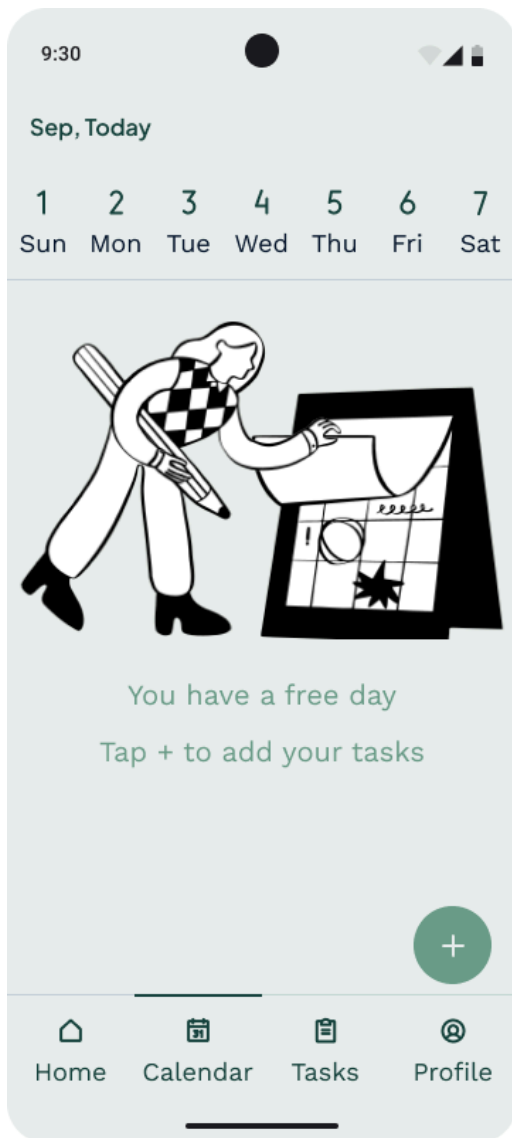 9:30
Sep, Today
1 2 3 4 5 6 7
Sun Mon Tue Wed Thu Fri Sat
!
You have a free day
Tap + to add your tasks
+
31
Home Calendar Tasks Profile